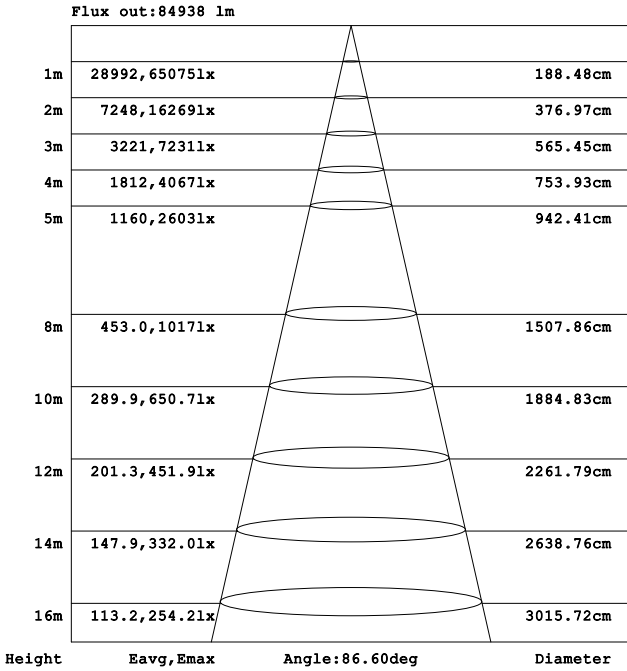 Flux out:84938 lm
1m 28992,65075lx 188.48cm
2m 7248,16269lx 376.97cm
3m 3221,7231lx 565.45cm
4m 1812,4067lx 753.93cm
5m 1160,2603lx 942.41cm
8m 453.0,1017lx 1507.86cm
10m 289.9,650.7lx 1884.83cm
12m 201.3,451.9lx 2261.79cm
14m 147.9,332.0lx 2638.76cm
16m 113.2,254.2lx 3015.72cm
Height Eavg,Emax Angle:86.60deg Diameter